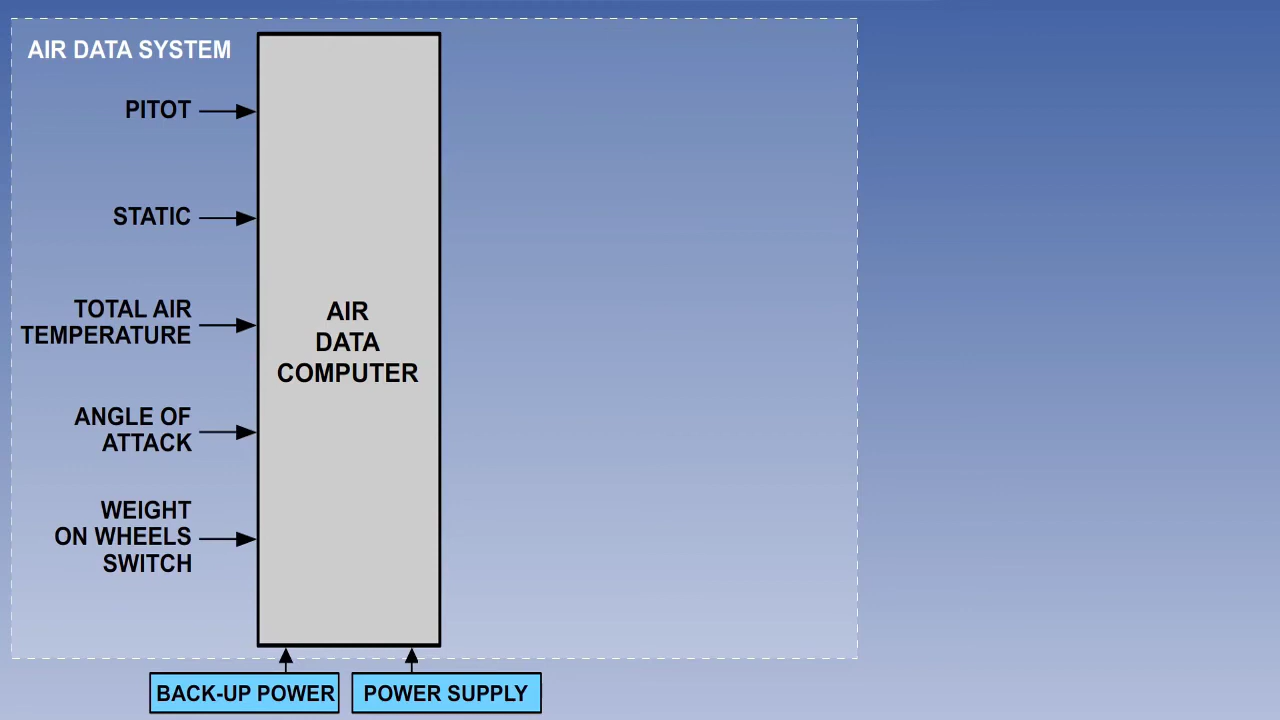 AIR DATA SYSTEM
PITOT
STATIC
TOTAL AIR
TEMPERATURE
ANGLE OF
ATTACK
WEIGHT
ON WHEELS
SWITCH
AIR
DATA
COMPUTER
BACK-UP POWER
POWER SUPPLY